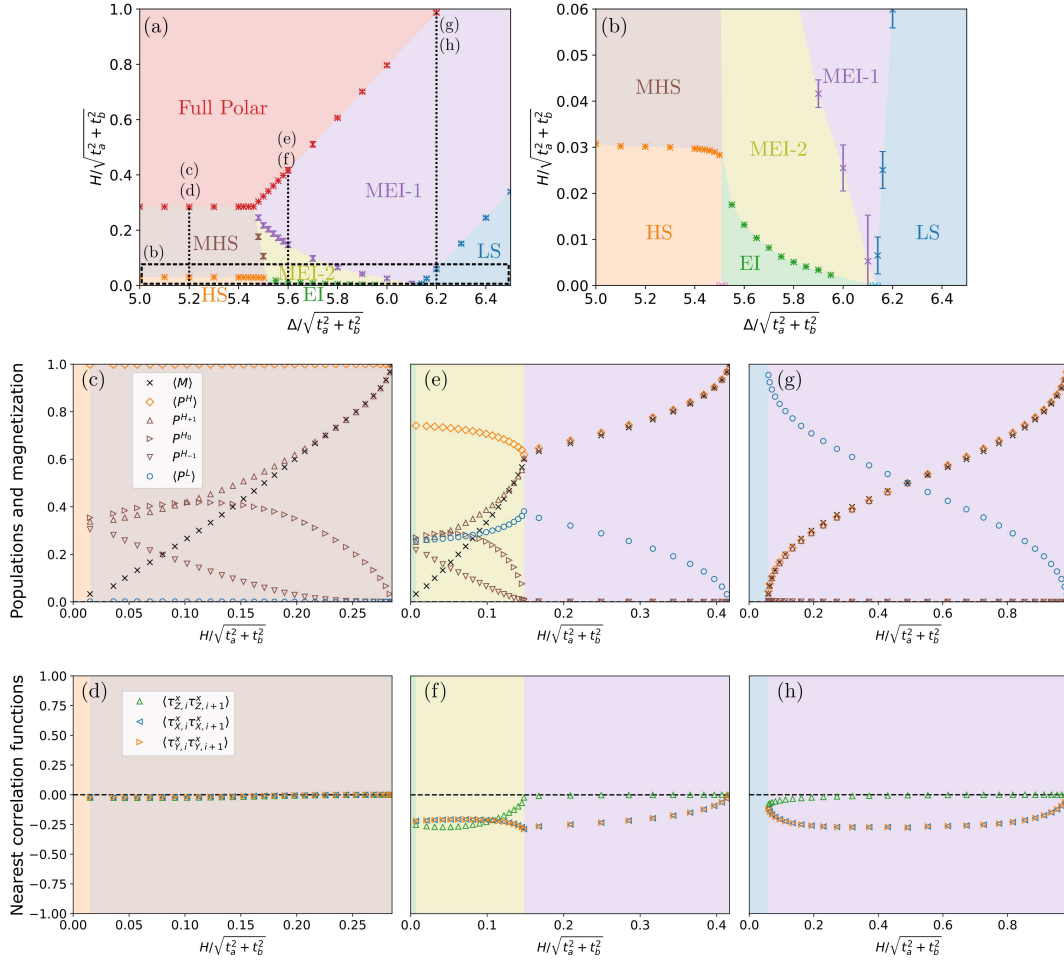 (a)
1.0
0.8
0.6
0.4
0.2
0.0
H/√(t_a^2 + t_b^2)
Full Polar
(c)
(d)
(e)
(f)
(g)
(h)
MEI-1
MHS
(b)
MEI-2
LS
HS
EI
5.0 5.2 5.4 5.6 5.8 6.0 6.2 6.4
Δ/√(t_a^2 + t_b^2)
(b)
0.06
0.05
0.04
0.03
0.02
0.01
0.00
H/√(t_a^2 + t_b^2)
MHS
MEI-1
MEI-2
HS
EI
LS
5.0 5.2 5.4 5.6 5.8 6.0 6.2 6.4
Δ/√(t_a^2 + t_b^2)
Populations and magnetization
1.0
0.8
0.6
0.4
0.2
0.0
(c)
⟨M⟩
⟨P^H⟩
P^{H_{+1}}
P^{H_0}
P^{H_{-1}}
⟨P^L⟩
0.00 0.05 0.10 0.15 0.20 0.25
H/√(t_a^2 + t_b^2)
(e)
0.0 0.1 0.2 0.3 0.4
H/√(t_a^2 + t_b^2)
(g)
0.0 0.2 0.4 0.6 0.8
H/√(t_a^2 + t_b^2)
Nearest correlation functions
1.00
0.75
0.50
0.25
0.00
−0.25
−0.50
−0.75
−1.00
(d)
⟨τ^x_{Z,i} τ^x_{Z,i+1}⟩
⟨τ^x_{X,i} τ^x_{X,i+1}⟩
⟨τ^x_{Y,i} τ^x_{Y,i+1}⟩
0.00 0.05 0.10 0.15 0.20 0.25
H/√(t_a^2 + t_b^2)
(f)
0.0 0.1 0.2 0.3 0.4
H/√(t_a^2 + t_b^2)
(h)
0.0 0.2 0.4 0.6 0.8
H/√(t_a^2 + t_b^2)